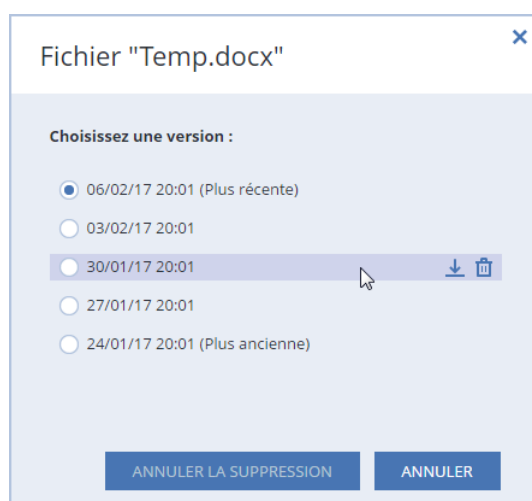 Fichier "Temp.docx"
Choisissez une version :
06/02/17 20:01 (Plus récente)
03/02/17 20:01
30/01/17 20:01
27/01/17 20:01
24/01/17 20:01 (Plus ancienne)
ANNULER LA SUPPRESSION ANNULER